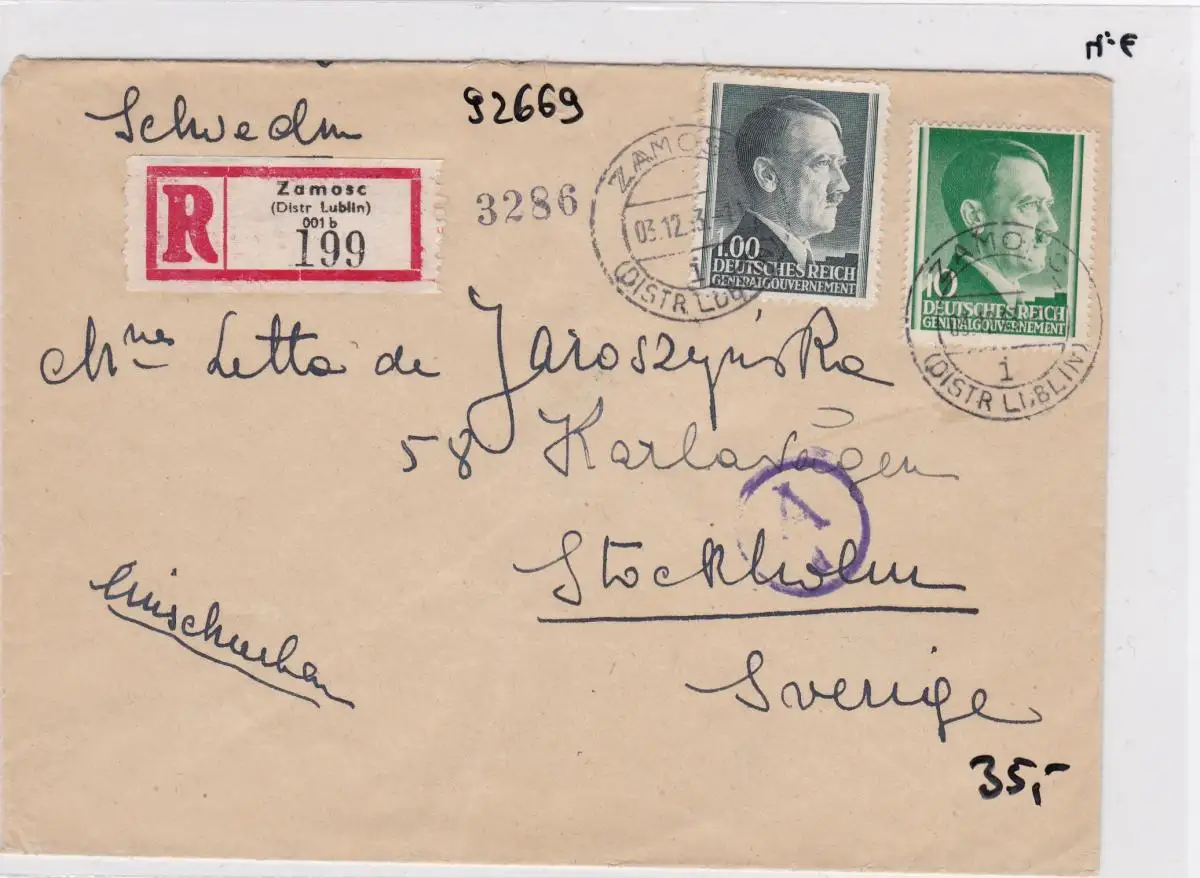 Schweden
92669
R
Zamosc
(Distr Lublin)
001 b
199
3286
ZAMOSC
03.12.
i
(DISTR LUBLIN)
1.00
DEUTSCHES REICH
GENERALGOUVERNEMENT
10
DEUTSCHES REICH
GENERALGOUVERNEMENT
ZAMOSC
i
(DISTR LUBLIN)
Mme Letta de Jaroszyńska
58 Karlavägen
A
Stockholm
Sverige
Einschreiben
35,-